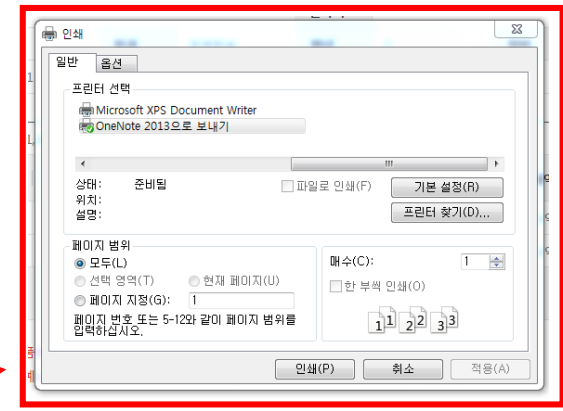 인쇄
일반 옵션
프린터 선택
Microsoft XPS Document Writer
OneNote 2013으로 보내기
상태: 준비됨 파일로 인쇄(F) 기본 설정(R)
위치:
설명: 프린터 찾기(D)...
페이지 범위
모두(L) 매수(C): 1
선택 영역(T) 현재 페이지(U) 한 부씩 인쇄(O)
페이지 지정(G): 1
페이지 번호 또는 5-12와 같이 페이지 범위를
입력하십시오.
11 22 33
인쇄(P) 취소 적용(A)